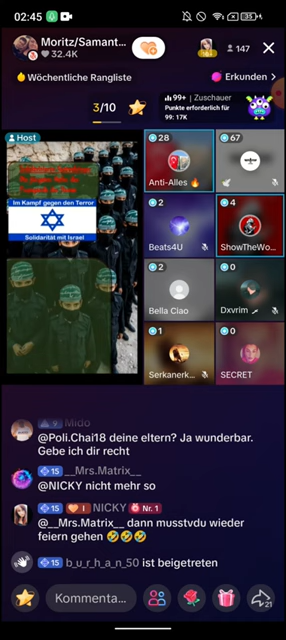 02:45
35
Moritz/Samant...
32.4K
147
Wöchentliche Rangliste
Erkunden >
3/10
99+ | Zuschauer
Punkte erforderlich für
99: 17K
Host
Im Kampf gegen den Terror
Solidarität mit Israel
28
Anti-Alles
67
2
Beats4U
4
ShowTheWo...
2
Bella Ciao
0
Dxvrim
1
Serkanerk...
0
SECRET
9 Mido
@Poli.Chai18 deine eltern? Ja wunderbar.
Gebe ich dir recht
15 __Mrs.Matrix__
@NICKY nicht mehr so
15 I NICKY Nr. 1
@__Mrs.Matrix__ dann musstvdu wieder
feiern gehen 🤣🤣🤣
15 b_u_r_h_a_n_50 ist beigetreten
Kommenta...
21